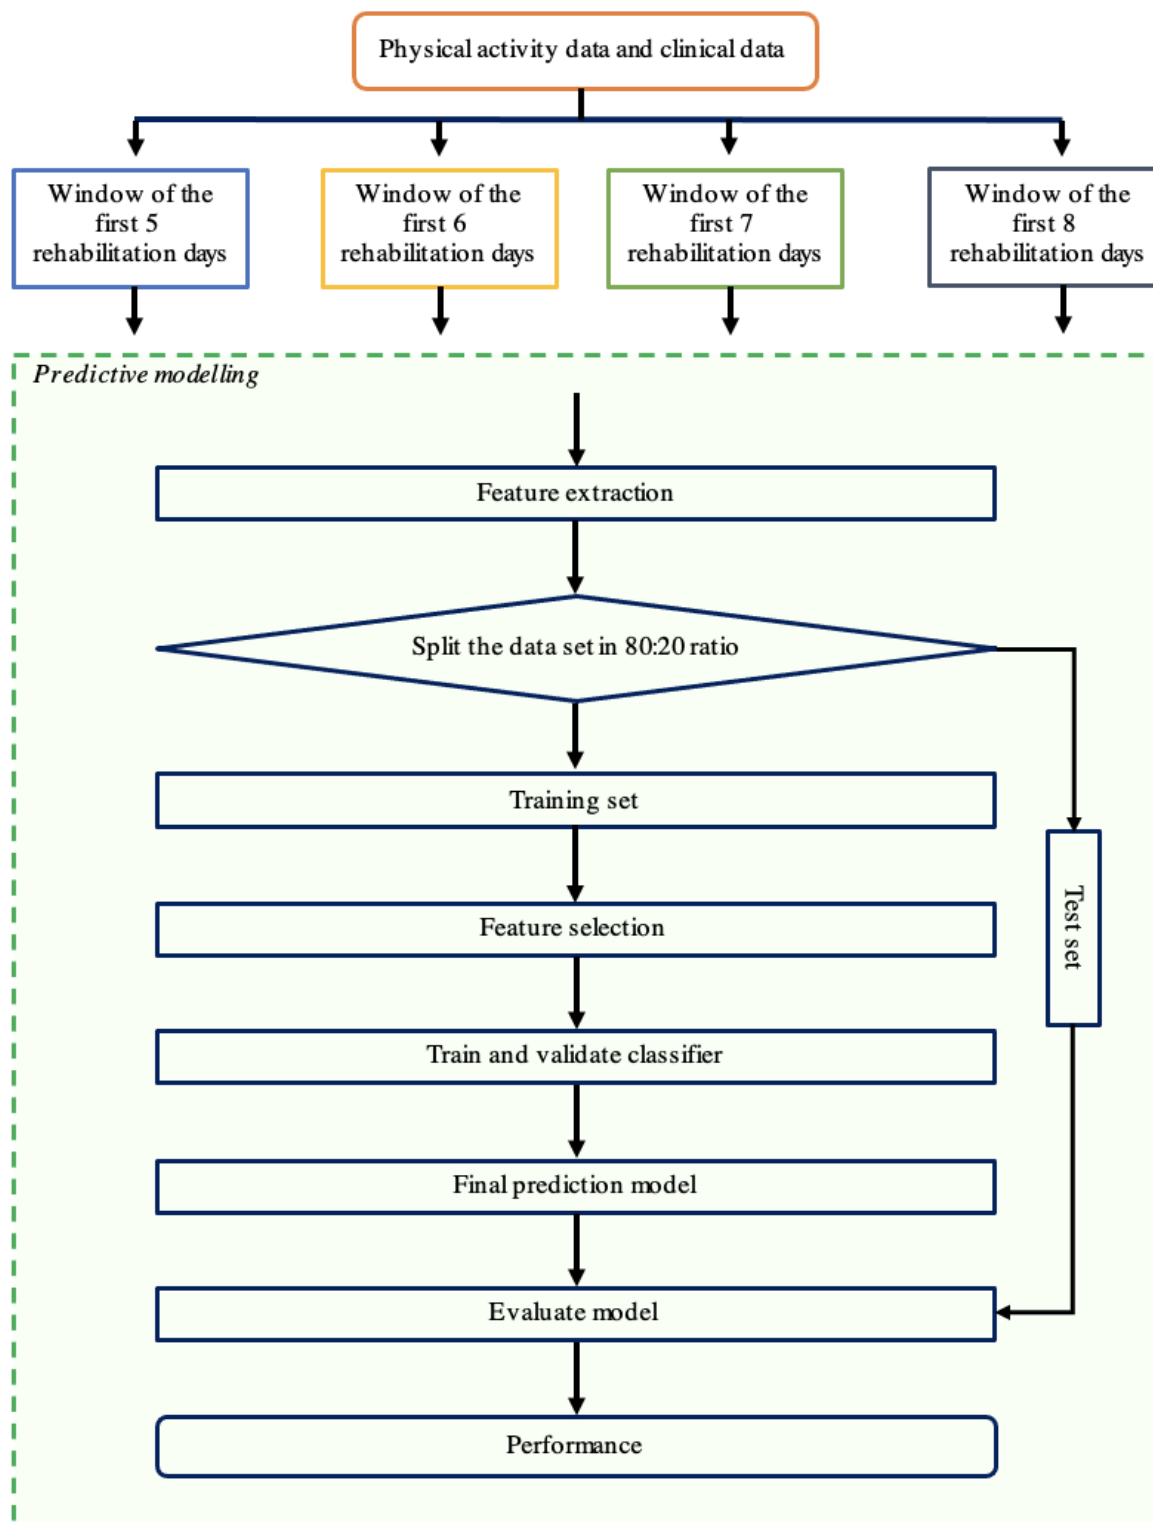 Physical activity data and clinical data
Window of the
first 5
rehabilitation days
Window of the
first 6
rehabilitation days
Window of the
first 7
rehabilitation days
Window of the
first 8
rehabilitation days
Predictive modelling
Feature extraction
Split the data set in 80:20 ratio
Training set
Test set
Feature selection
Train and validate classifier
Final prediction model
Evaluate model
Performance